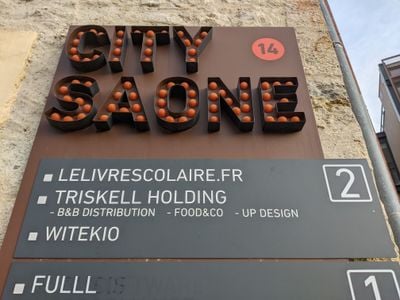 CITY
14
SAONE
LELIVRESCOLAIRE.FR
2
TRISKELL HOLDING
- B&B DISTRIBUTION - FOOD&CO - UP DESIGN
WITEKIO
FULLL
1